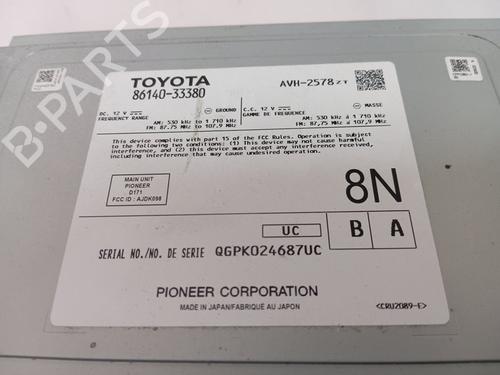 TOYOTA
86140-33380
AVH-2578ZT
DC. 12 V GROUND
FREQUENCY RANGE
AM: 530 kHz à 1 710 kHz
FM: 87.75 MHz à 107.9 MHz
C.C. 12 V MASSE
GAMME DE FREQUENCE
AM: 530 kHz à 1 710 kHz
FM: 87,75 MHz à 107,9 MHz
This device complies with part 15 of the FCC Rules. Operation is subject
to the following two conditions: (1) This device may not cause harmful
interference, and (2) this device must accept any interference
including interference that may cause undesired operation.
MAIN UNIT
PIONEER
D171
FCC ID : AJDK098
8N
UC
B A
SERIAL NO./NO. DE SERIE QGPK024687UC
PIONEER CORPORATION
MADE IN JAPAN/FABRIQUÉ AU JAPON
<CRU2089-E>
B PARTS